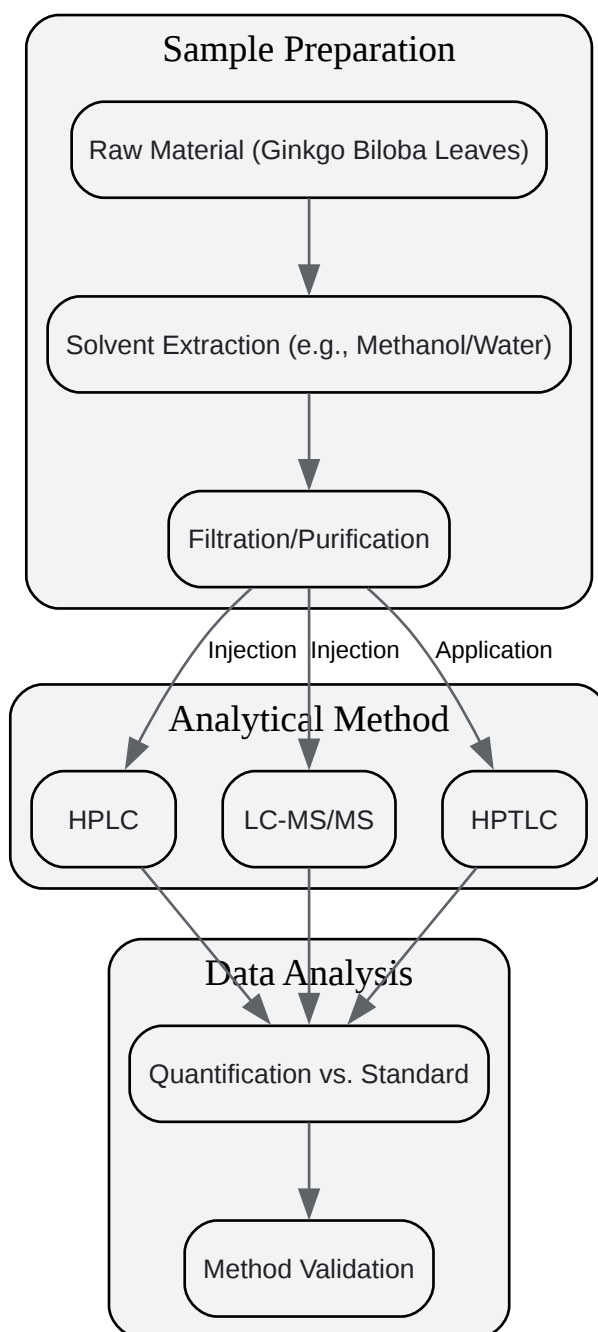 Sample Preparation
Raw Material (Ginkgo Biloba Leaves)
Solvent Extraction (e.g., Methanol/Water)
Filtration/Purification
Injection
Injection
Application
Analytical Method
HPLC
LC-MS/MS
HPTLC
Data Analysis
Quantification vs. Standard
Method Validation